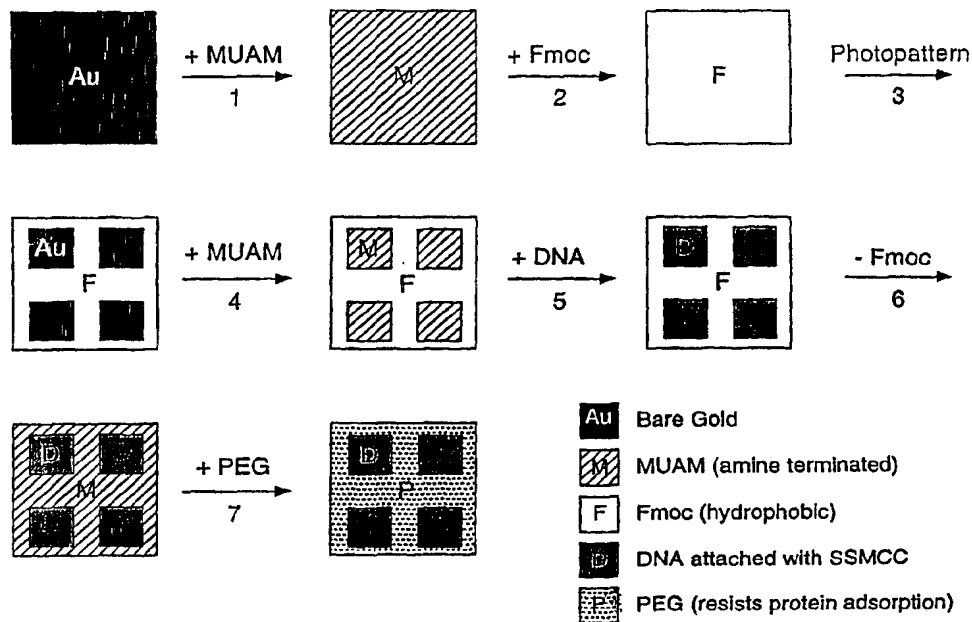 Au
+ MUAM
1
M
+ Fmoc
2
F
Photopattern
3
Au
F
+ MUAM
4
M
F
+ DNA
5
D
F
- Fmoc
6
D
M
+ PEG
7
D
P
Au Bare Gold
M MUAM (amine terminated)
F Fmoc (hydrophobic)
D DNA attached with SSMCC
P PEG (resists protein adsorption)